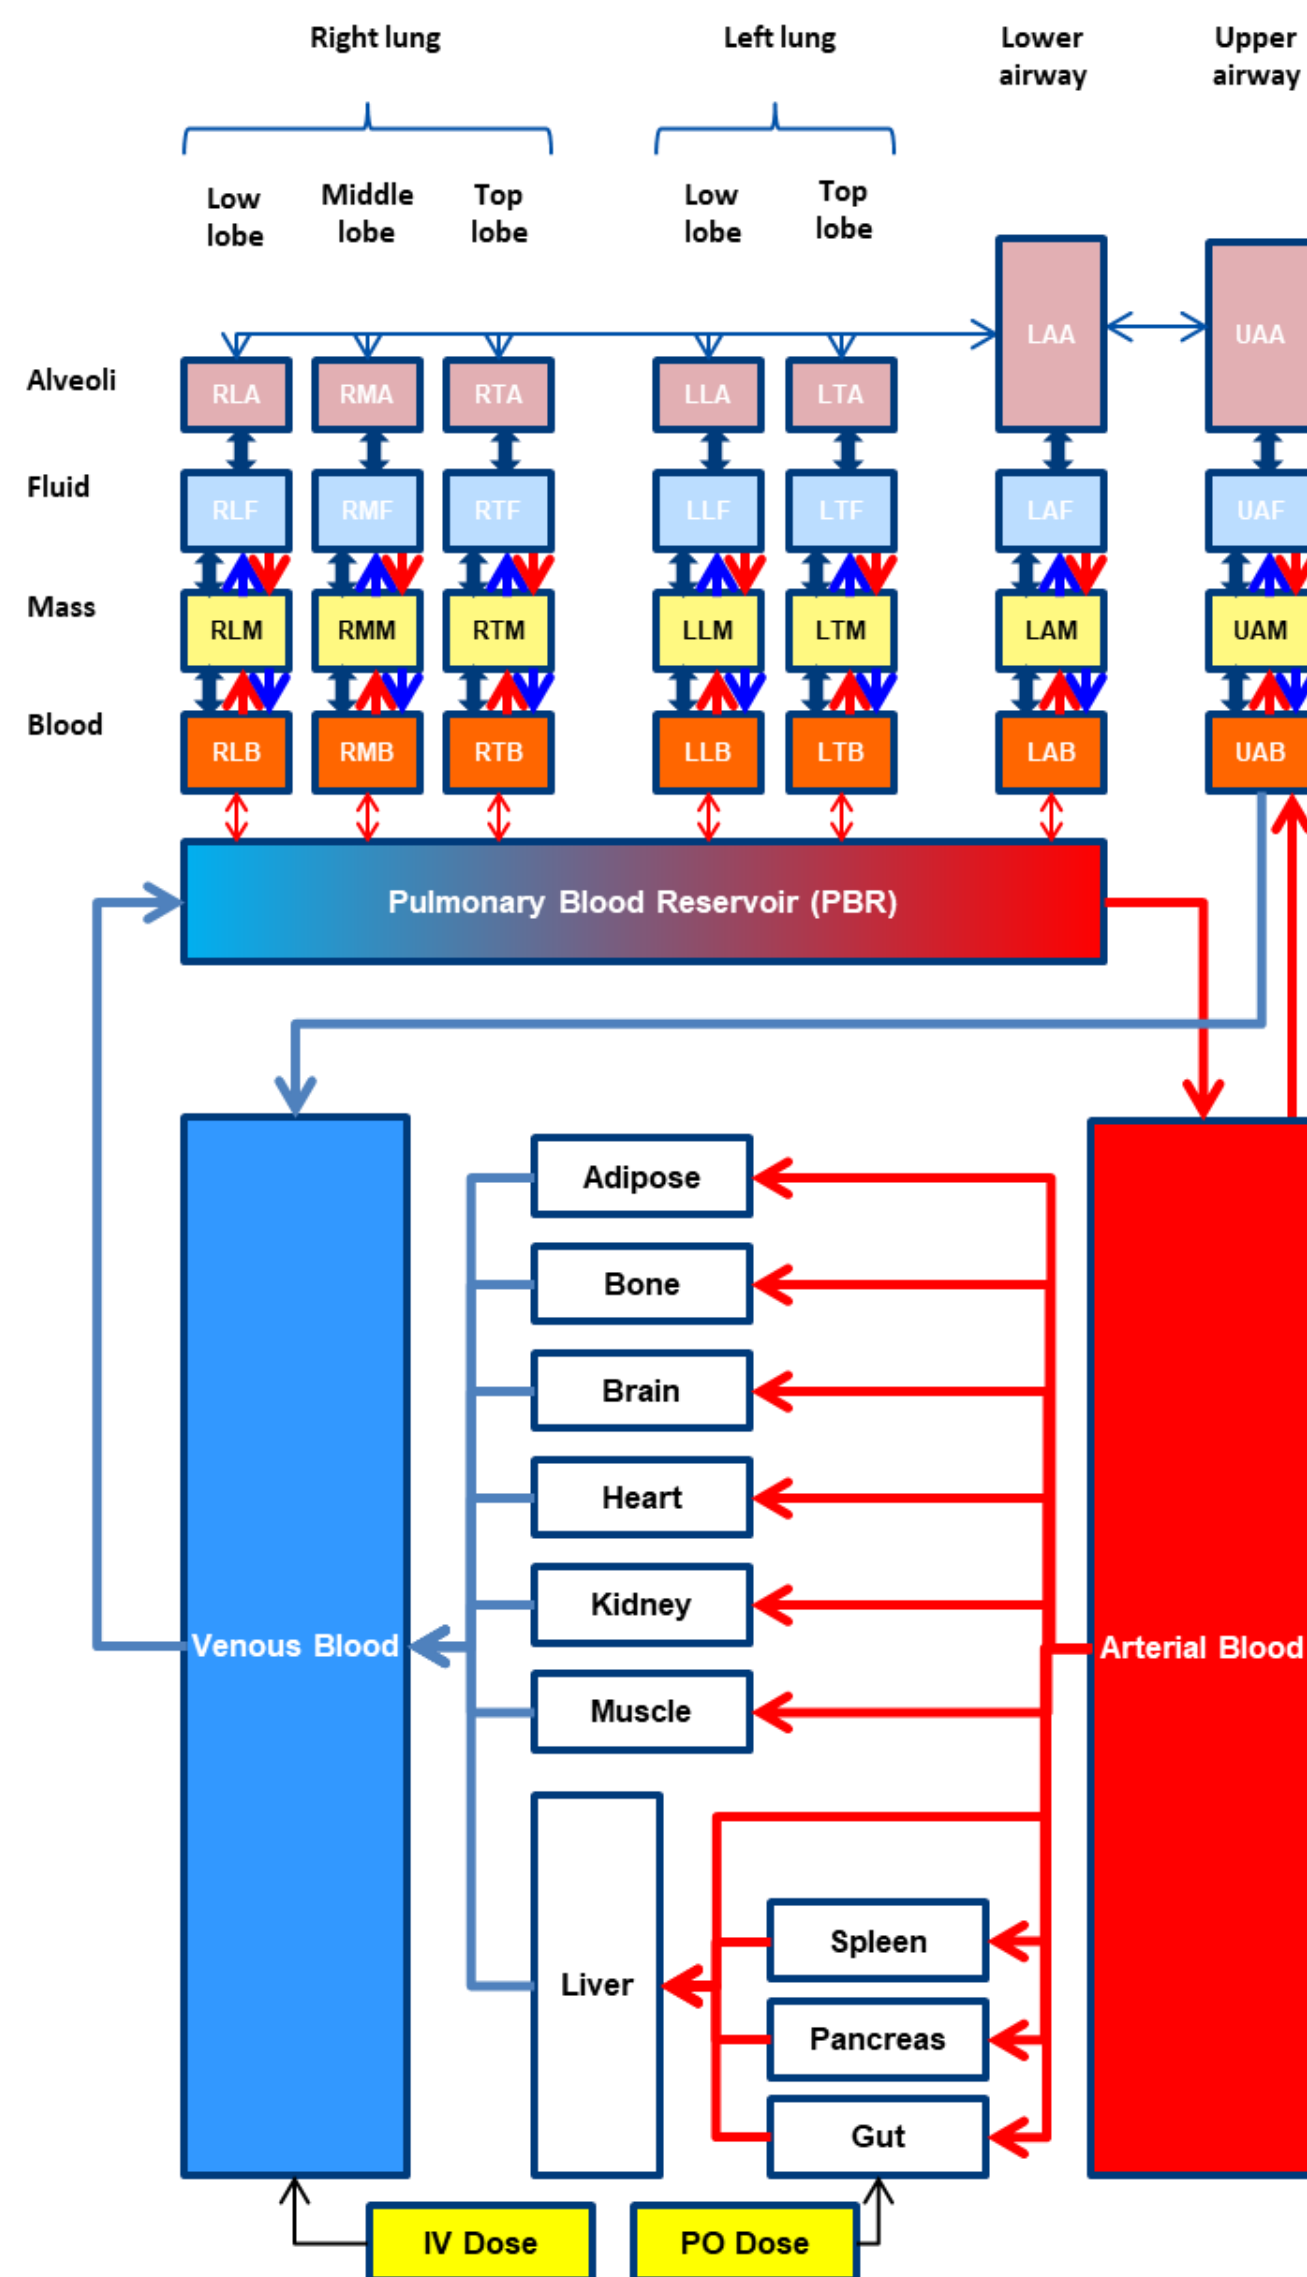 Right lung
Left lung
Lower
airway
Upper
airway
Low
lobe
Middle
lobe
Top
lobe
Low
lobe
Top
lobe
LAA
UAA
Alveoli
RLA
RMA
RTA
LLA
LTA
Fluid
RLF
RMF
RTF
LLF
LTF
LAF
UAF
Mass
RLM
RMM
RTM
LLM
LTM
LAM
UAM
Blood
RLB
RMB
RTB
LLB
LTB
LAB
UAB
Pulmonary Blood Reservoir (PBR)
Adipose
Bone
Brain
Heart
Kidney
Venous Blood
Arterial Blood
Muscle
Spleen
Liver
Pancreas
Gut
IV Dose
PO Dose